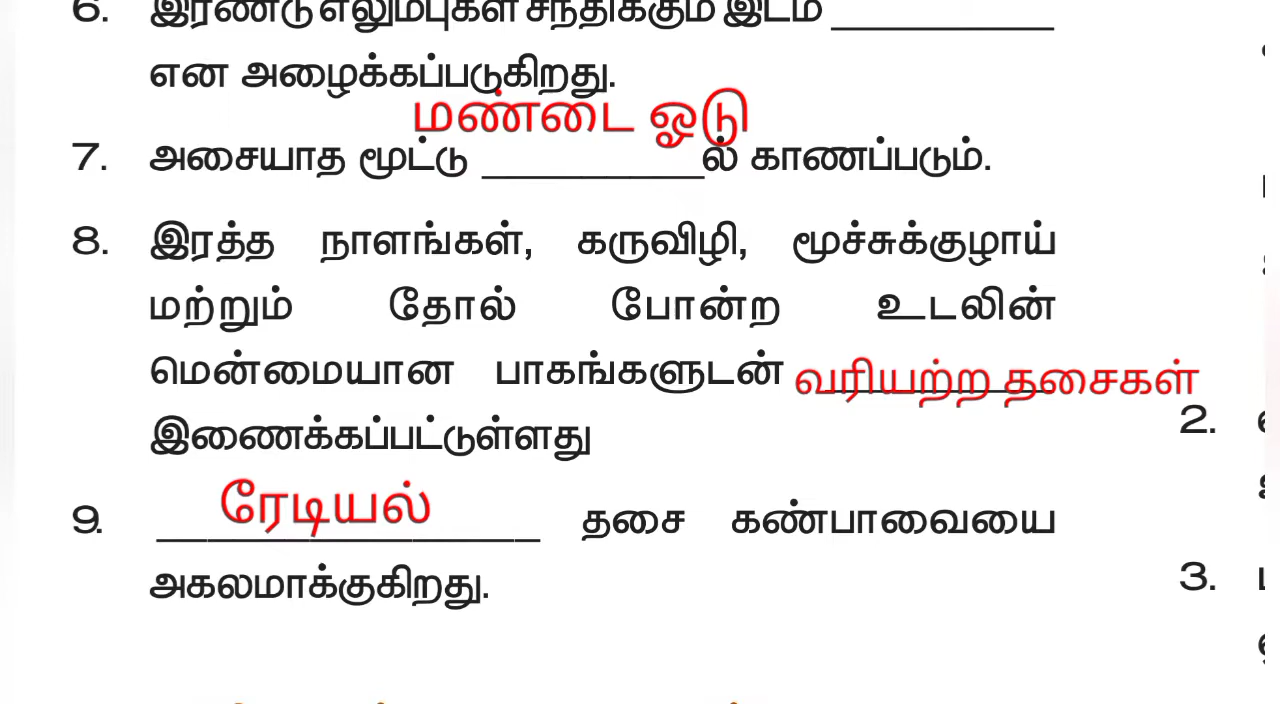 6. இரண்டு எலும்புகள் சந்திக்கும் இடம் __________
என அழைக்கப்படுகிறது.
மண்டை ஓடு
7. அசையாத மூட்டு __________ல் காணப்படும்.
8. இரத்த நாளங்கள், கருவிழி, மூச்சுக்குழாய்
மற்றும் தோல் போன்ற உடலின்
மென்மையான பாகங்களுடன் வரியற்ற தசைகள்
இணைக்கப்பட்டுள்ளது
9. ரேடியல் தசை கண்பாவையை
அகலமாக்குகிறது.
2.
3.